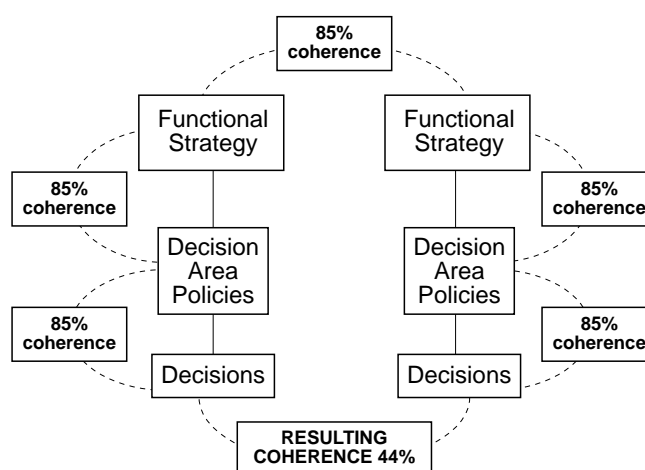 85%
coherence
Functional
Strategy
Functional
Strategy
85%
coherence
85%
coherence
Decision
Area
Policies
Decision
Area
Policies
85%
coherence
85%
coherence
Decisions
Decisions
RESULTING
COHERENCE 44%